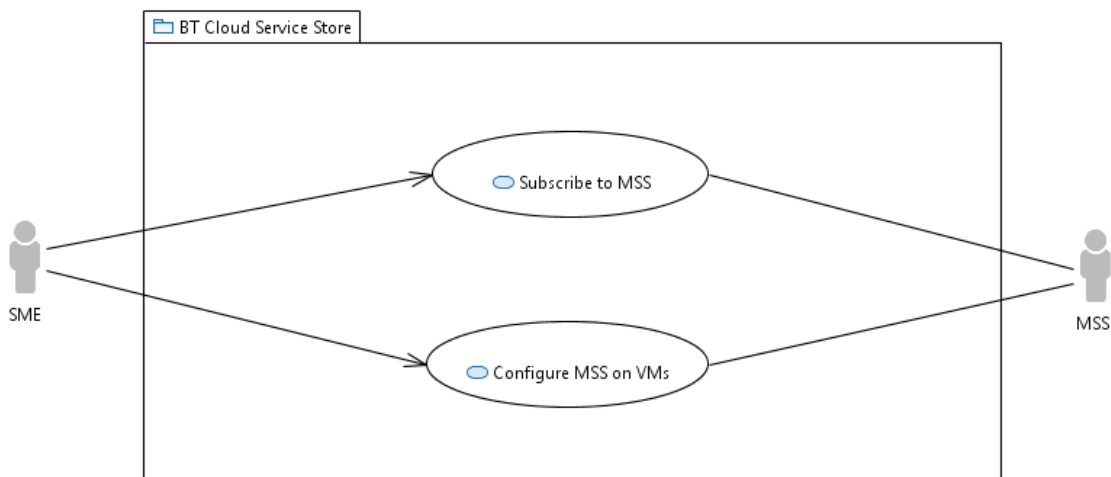 BT Cloud Service Store
Subscribe to MSS
SME
MSS
Configure MSS on VMs